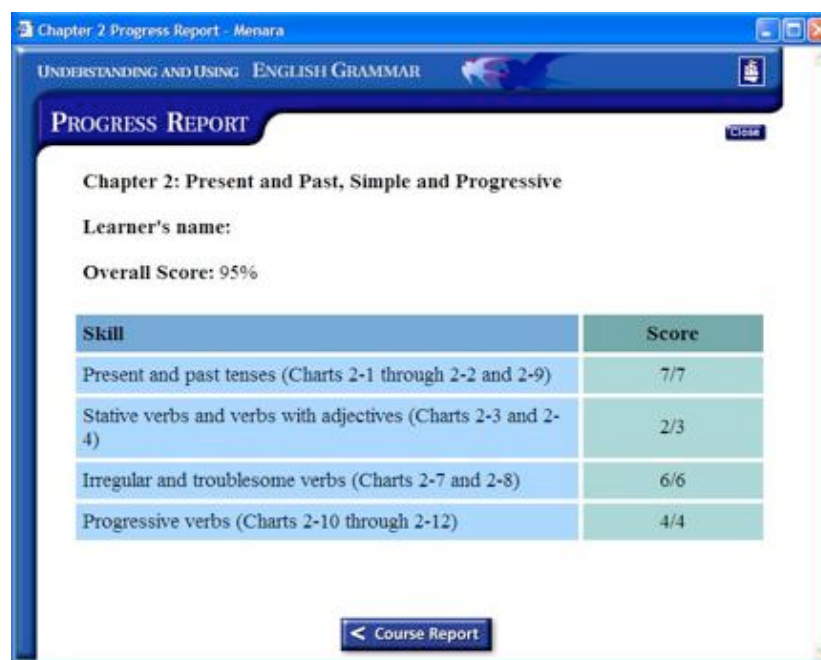 Chapter 2 Progress Report - Menara
UNDERSTANDING AND USING ENGLISH GRAMMAR
PROGRESS REPORT
Close
Chapter 2: Present and Past, Simple and Progressive
Learner's name:
Overall Score: 95%
Skill Score
Present and past tenses (Charts 2-1 through 2-2 and 2-9) 7/7
Stative verbs and verbs with adjectives (Charts 2-3 and 2-
4) 2/3
Irregular and troublesome verbs (Charts 2-7 and 2-8) 6/6
Progressive verbs (Charts 2-10 through 2-12) 4/4
< Course Report